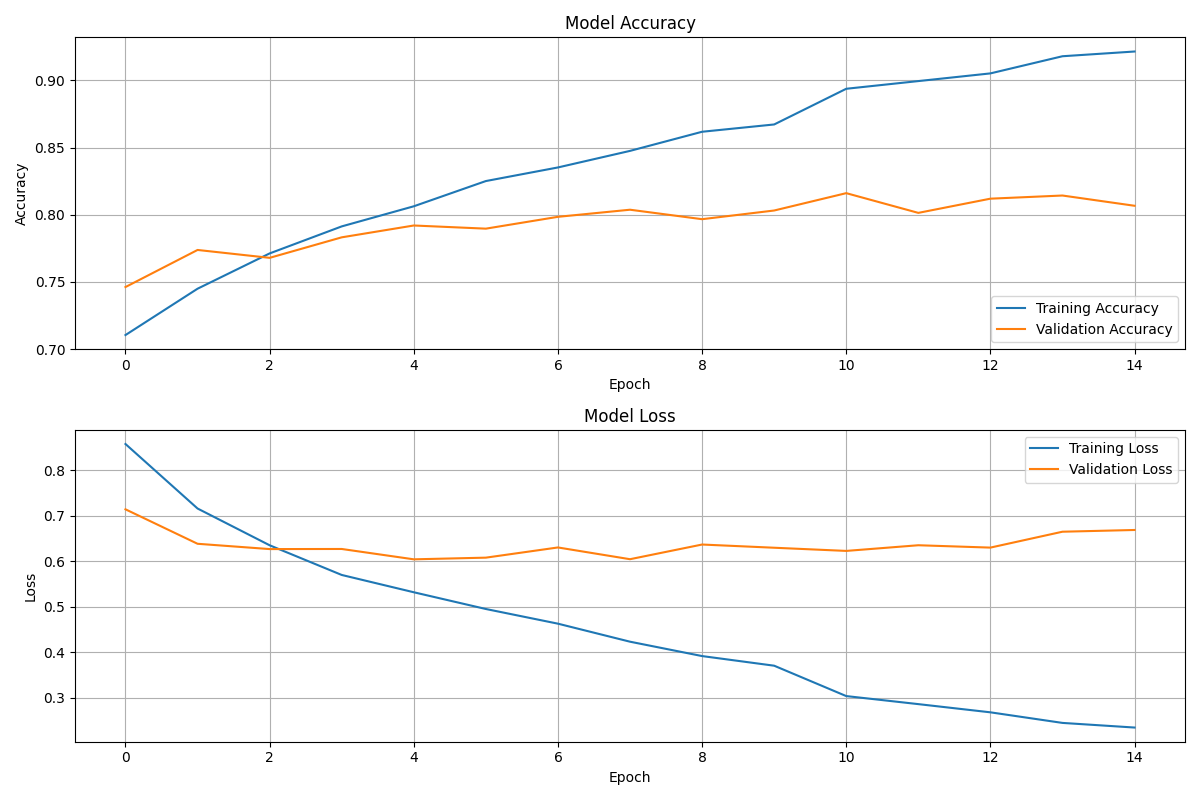 Model Accuracy
Accuracy
0.90
0.85
0.80
0.75
0.70
Training Accuracy
Validation Accuracy
0 2 4 6 8 10 12 14
Epoch
Model Loss
Loss
0.8
0.7
0.6
0.5
0.4
0.3
Training Loss
Validation Loss
0 2 4 6 8 10 12 14
Epoch